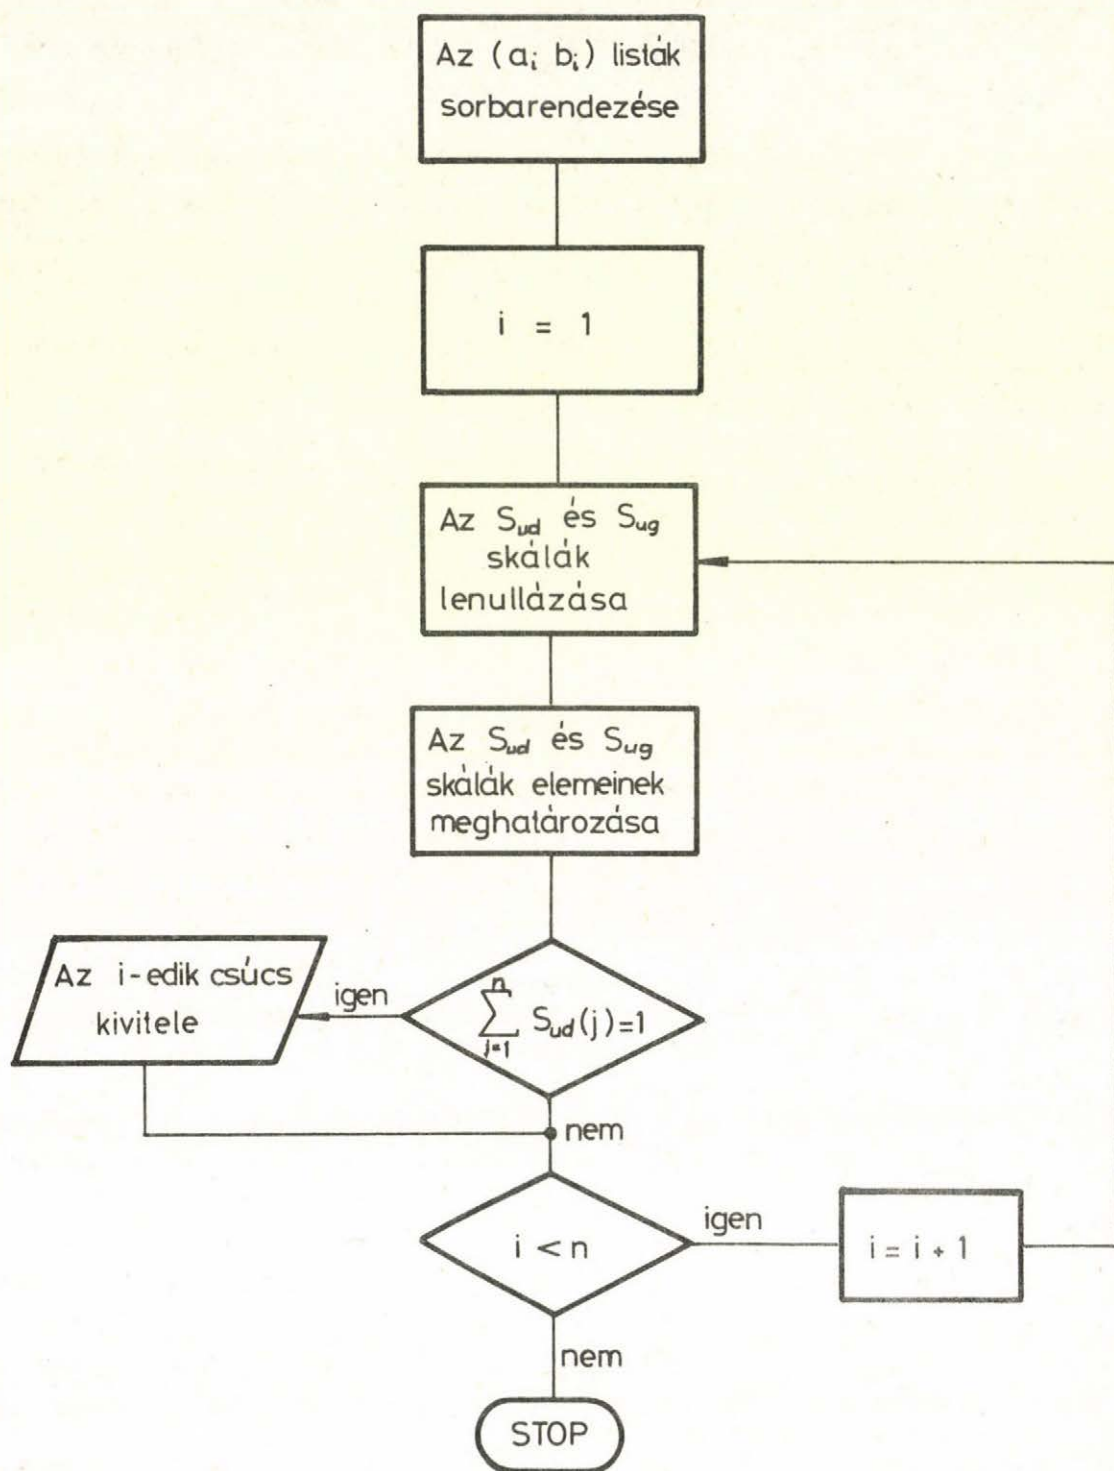 Az (aᵢ bᵢ) listák
sorbarendezése
i = 1
Az S_ud és S_ug
skálák
lenullázása
Az S_ud és S_ug
skálák elemeinek
meghatározása
Az i-edik csúcs
kivitele
igen
n
∑ S_ud(j)=1
j=1
nem
i < n
igen
i = i + 1
nem
STOP